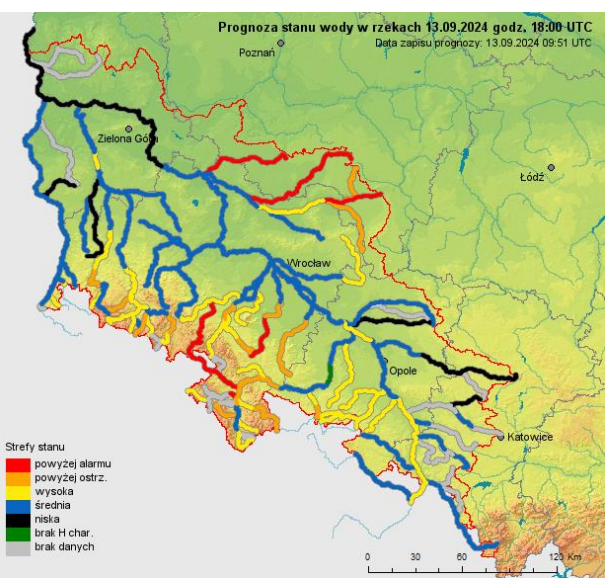 Prognoza stanu wody w rzekach 13.09.2024 godz. 18:00 UTC
Data zapisu prognozy: 13.09.2024 09:51 UTC
Poznań
Zielona Góra
Łódź
Wrocław
Opole
Katowice
Strefy stanu
powyżej alarmu
powyżej ostrz.
wysoka
średnia
niska
brak H char.
brak danych
0 30 60 120 Km